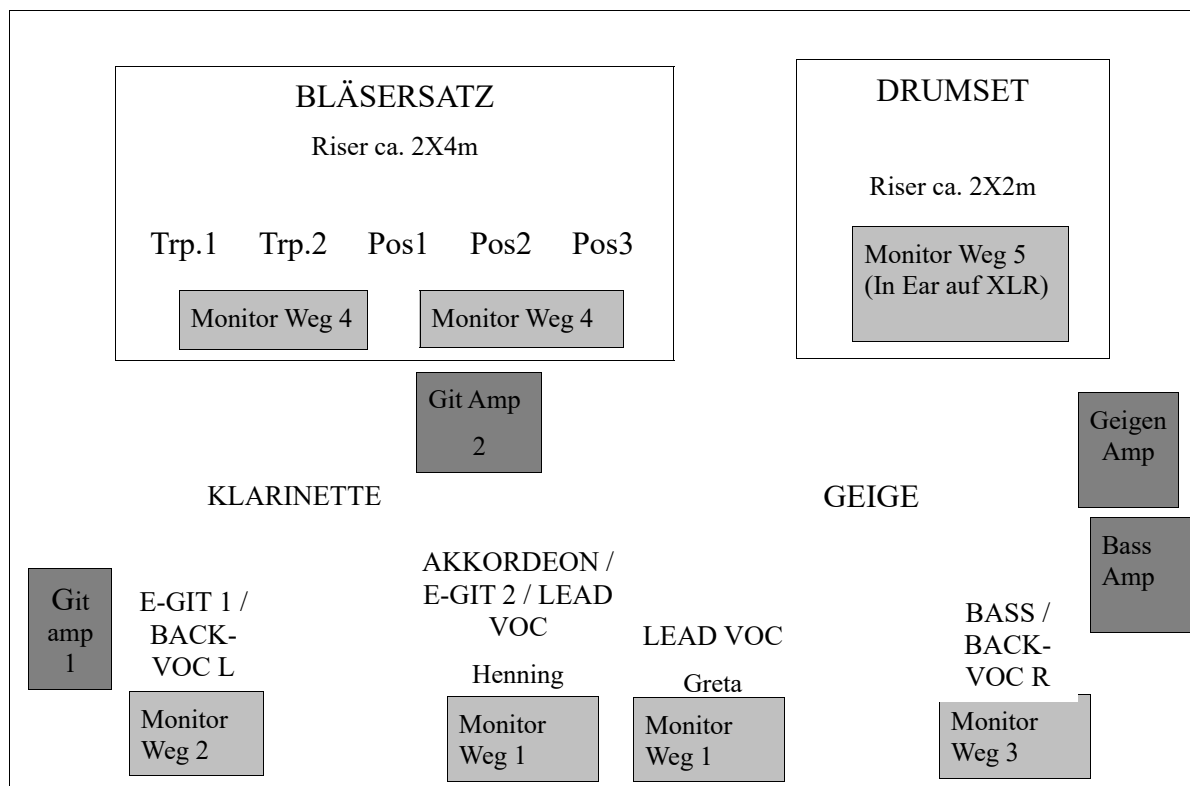 BLÄSERSATZ
Riser ca. 2X4m
Trp.1 Trp.2 Pos1 Pos2 Pos3
Monitor Weg 4
Monitor Weg 4
DRUMSET
Riser ca. 2X2m
Monitor Weg 5
(In Ear auf XLR)
Git Amp
2
Geigen
Amp
KLARINETTE
GEIGE
Bass
Amp
Git
amp
1
E-GIT 1 /
BACK-
VOC L
AKKORDEON /
E-GIT 2 / LEAD
VOC
Henning
LEAD VOC
Greta
BASS /
BACK-
VOC R
Monitor
Weg 2
Monitor
Weg 1
Monitor
Weg 1
Monitor
Weg 3